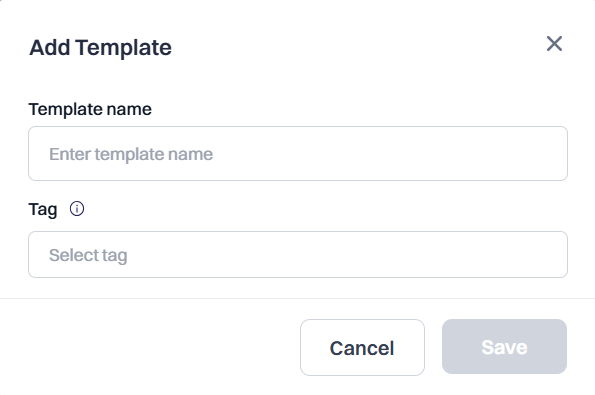 Add Template
Template name
Enter template name
Tag
Select tag
Cancel
Save